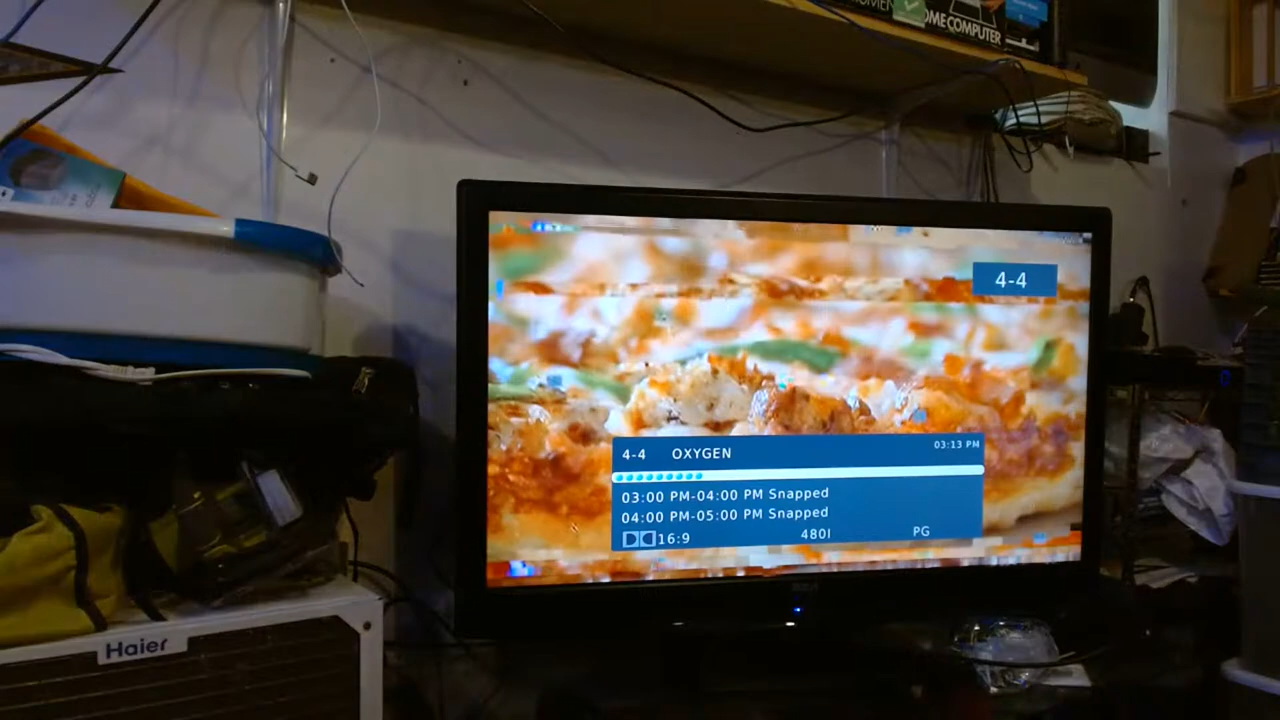 OME COMPUTER
4-4
4-4 OXYGEN 03:13 PM
03:00 PM-04:00 PM Snapped
04:00 PM-05:00 PM Snapped
16:9 480I PG
RCA
Haier